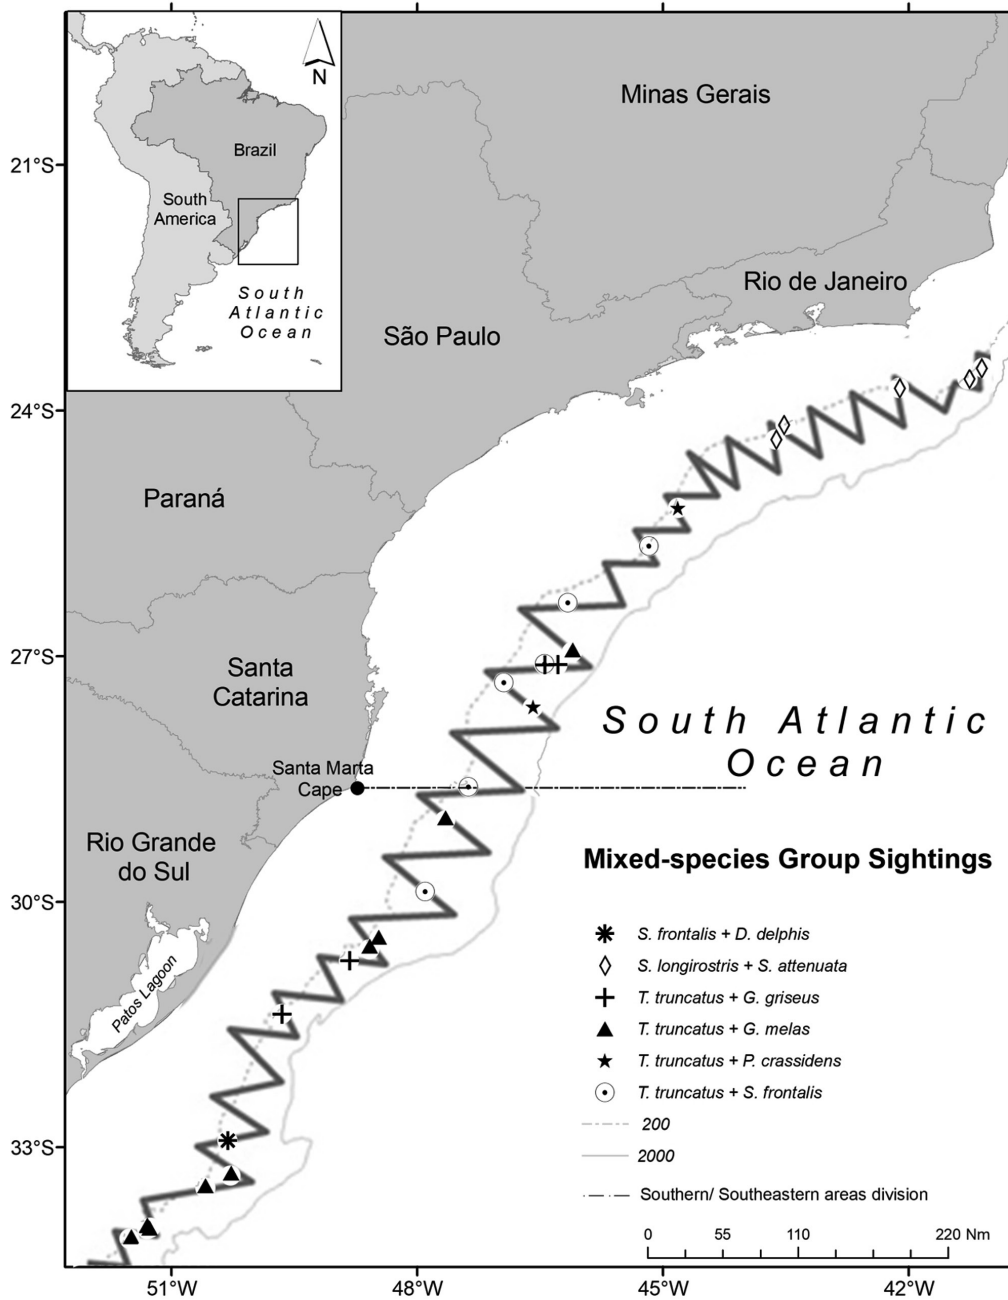 N
Brazil
South
America
South
Atlantic
Ocean
Minas Gerais
Rio de Janeiro
São Paulo
Paraná
Santa
Catarina
Santa Marta
Cape
Rio Grande
do Sul
Patos Lagoon
South Atlantic
Ocean
21°S
24°S
27°S
30°S
33°S
Mixed-species Group Sightings
S. frontalis + D. delphis
S. longirostris + S. attenuata
T. truncatus + G. griseus
T. truncatus + G. melas
T. truncatus + P. crassidens
T. truncatus + S. frontalis
200
2000
Southern/ Southeastern areas division
0 55 110 220 Nm
51°W 48°W 45°W 42°W